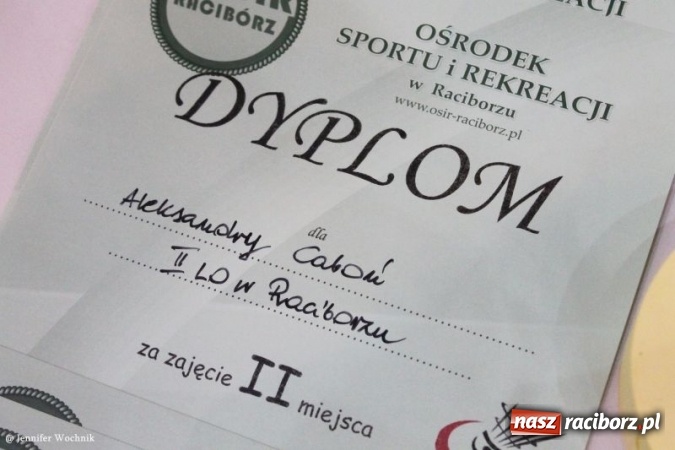 RACIBÓRZ
OŚRODEK
SPORTU i REKREACJI
w Raciborzu
www.osir-raciborz.pl
DYPLOM
dla
Aleksandry Caboń
II LO w Raciborzu
za zajęcie II miejsca
@ Jennifer Wochnik
nasz raciborz.pl